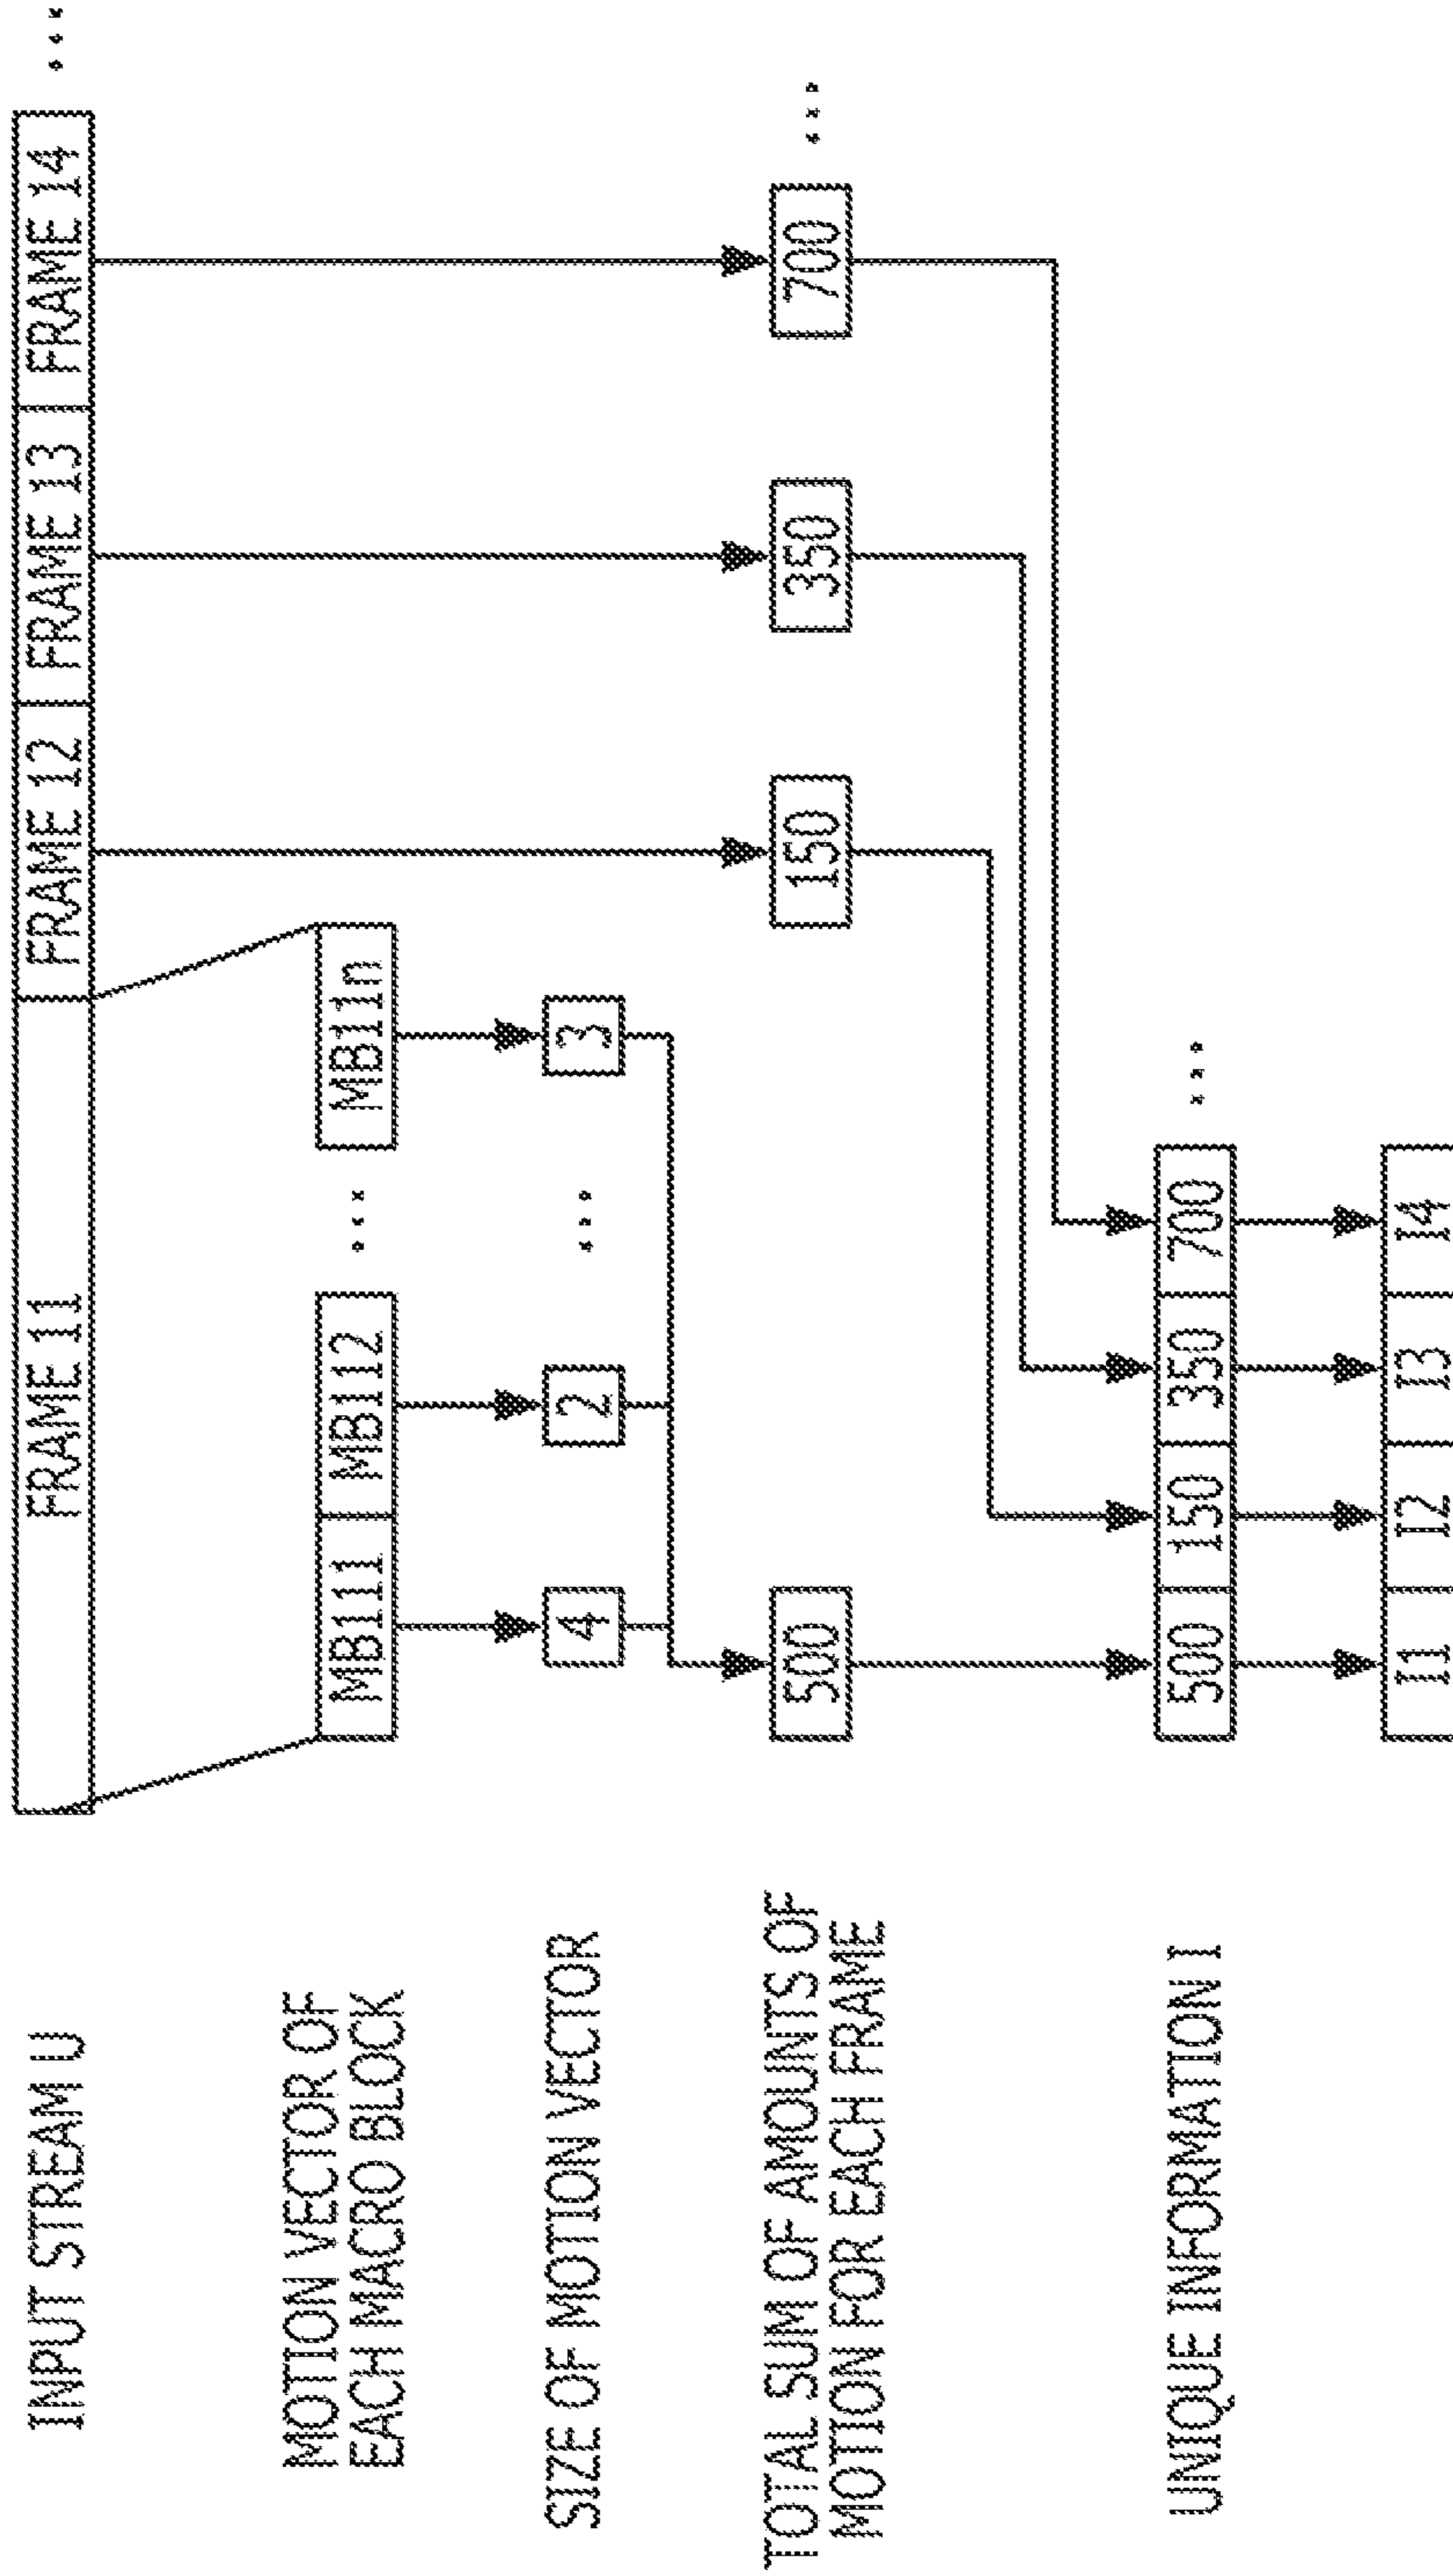 INPUT STREAM U
FRAME 11
FRAME 12
FRAME 13
FRAME 14
...
MOTION VECTOR OF
EACH MACRO BLOCK
MB111
MB112
...
MB11n
SIZE OF MOTION VECTOR
4
2
...
3
TOTAL SUM OF AMOUNTS OF
MOTION FOR EACH FRAME
500
150
350
700
...
UNIQUE INFORMATION I
500
150
350
700
...
I1
I2
I3
I4